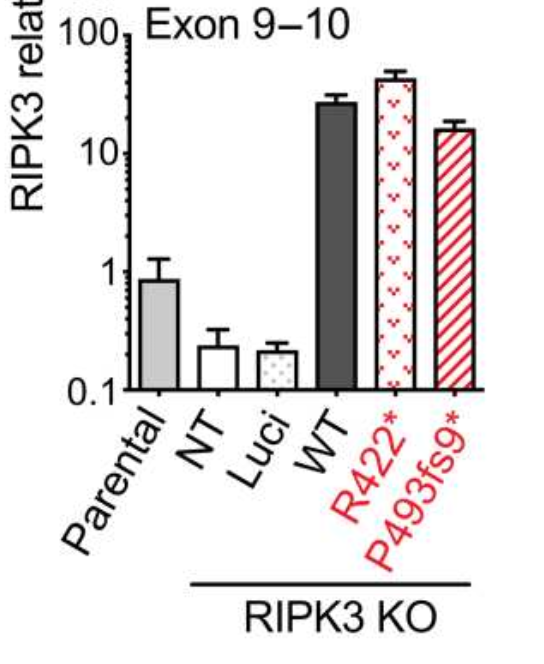 Exon 9–10
RIPK3 relat
100
10
1
0.1
Parental
NT
Luci
WT
R422*
P493fs9*
RIPK3 KO